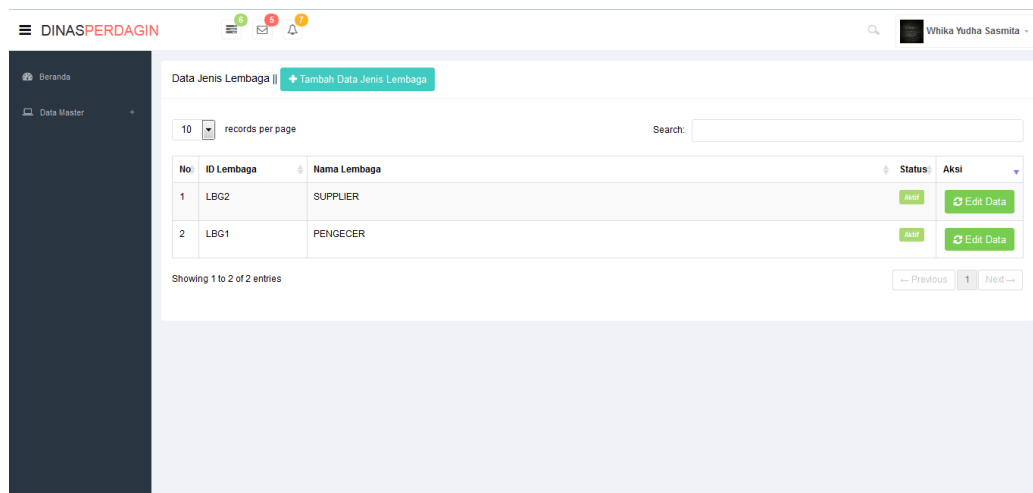 DINASPERDAGIN 6 5 7 Whika Yudha Sasmita
Beranda
Data Master +
Data Jenis Lembaga || + Tambah Data Jenis Lembaga
10 records per page Search:
No ID Lembaga Nama Lembaga Status Aksi
1 LBG2 SUPPLIER Aktif Edit Data
2 LBG1 PENGECER Aktif Edit Data
Showing 1 to 2 of 2 entries ← Previous 1 Next →